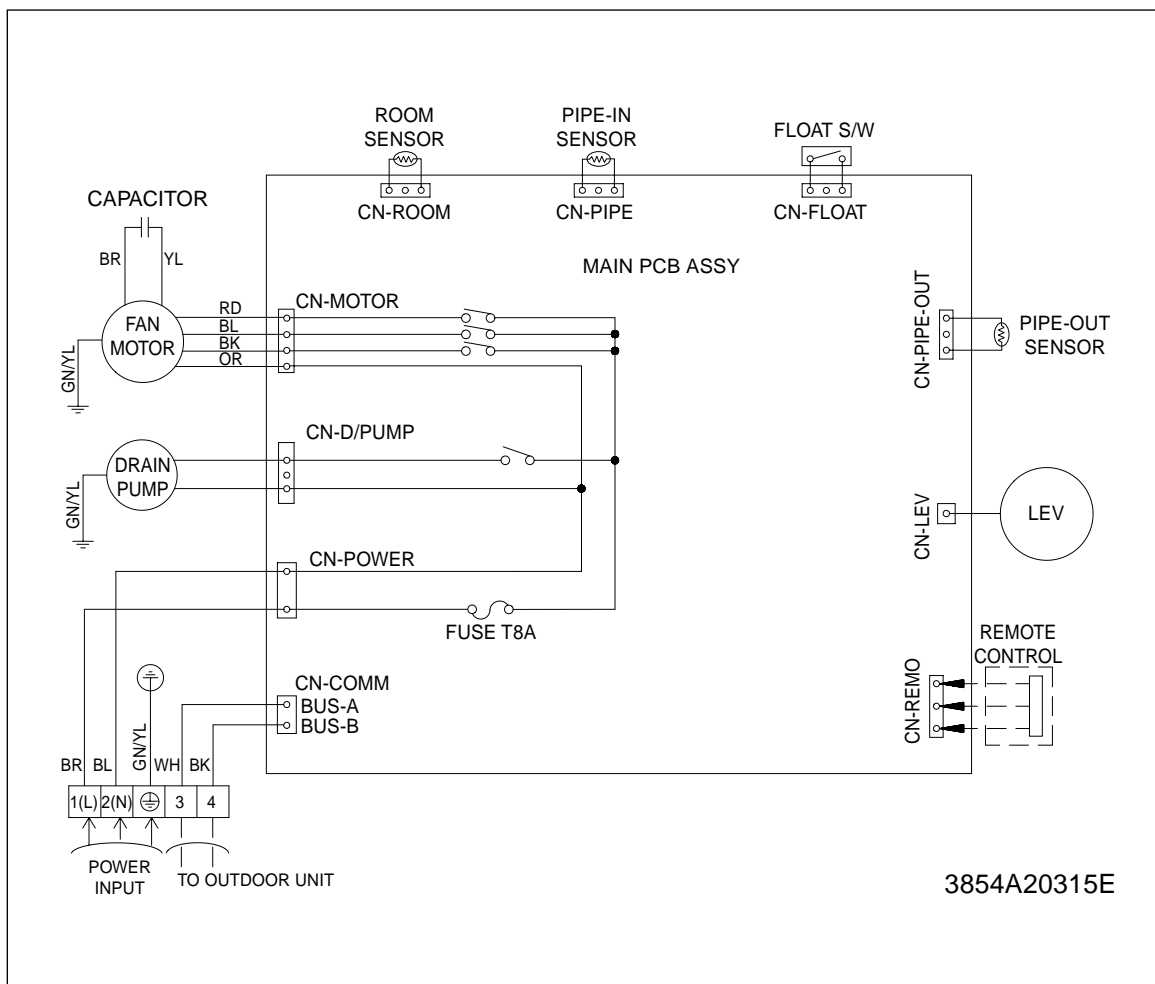 ROOM
SENSOR
PIPE-IN
SENSOR
FLOAT S/W
CN-ROOM
CN-PIPE
CN-FLOAT
CAPACITOR
BR
YL
MAIN PCB ASSY
CN-MOTOR
RD
BL
BK
OR
FAN
MOTOR
GN/YL
CN-PIPE-OUT
PIPE-OUT
SENSOR
CN-D/PUMP
DRAIN
PUMP
GN/YL
CN-LEV
LEV
CN-POWER
FUSE T8A
REMOTE
CONTROL
CN-REMO
CN-COMM
BUS-A
BUS-B
BR
BL
GN/YL
WH
BK
1(L)
2(N)
3
4
POWER
INPUT
TO OUTDOOR UNIT
3854A20315E